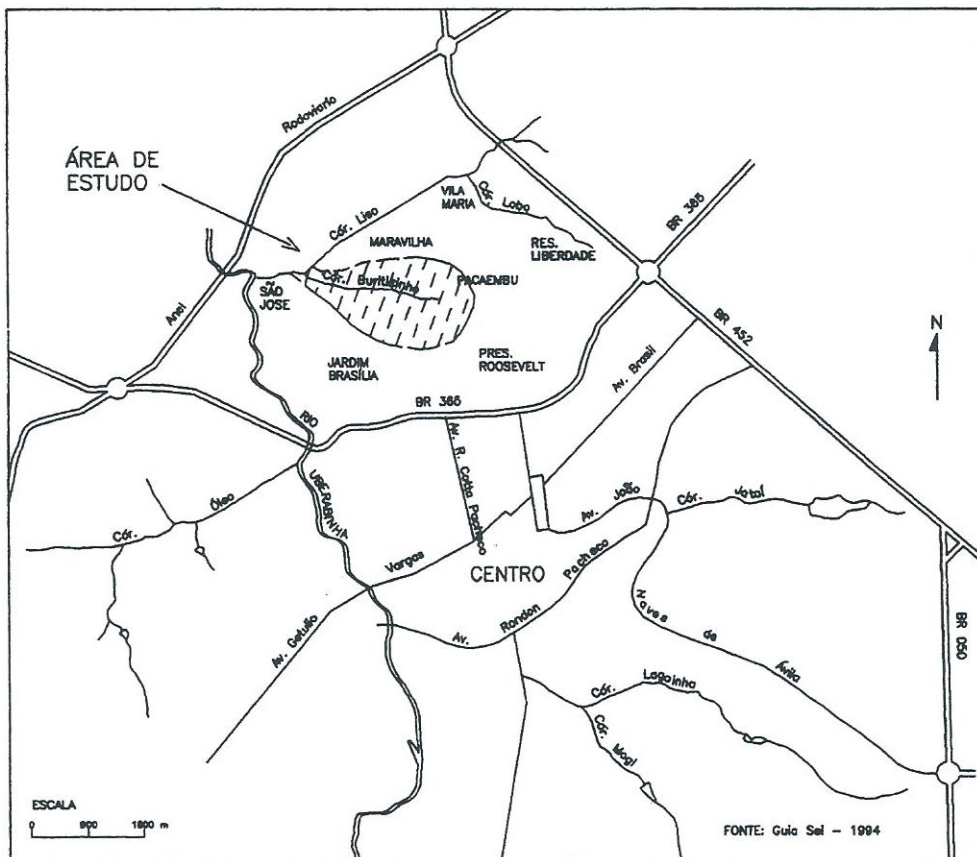 Rodoviario
ÁREA DE
ESTUDO
VILA
MARIA
Cór. Lobo
Cór. Liso
BR 365
MARAVILHA
RES.
LIBERDADE
Cór. Buritizinho
PACAEMBU
SÃO
JOSE
Anel
BR 452
N
JARDIM
BRASÍLIA
PRES.
ROOSEVELT
Av. Brasil
BR 365
RIO
UBERABINHA
Av. R. Cotta Pacheco
Cór. Óleo
Av. João
Cór. Jataí
Vargas
CENTRO
Pacheco
Naves de
Ávila
Av. Rondon
BR 050
Av. Getulio
Cór. Lagoinha
Cór. Mogi
ESCALA
0 900 1800 m
FONTE: Guia Sei - 1994